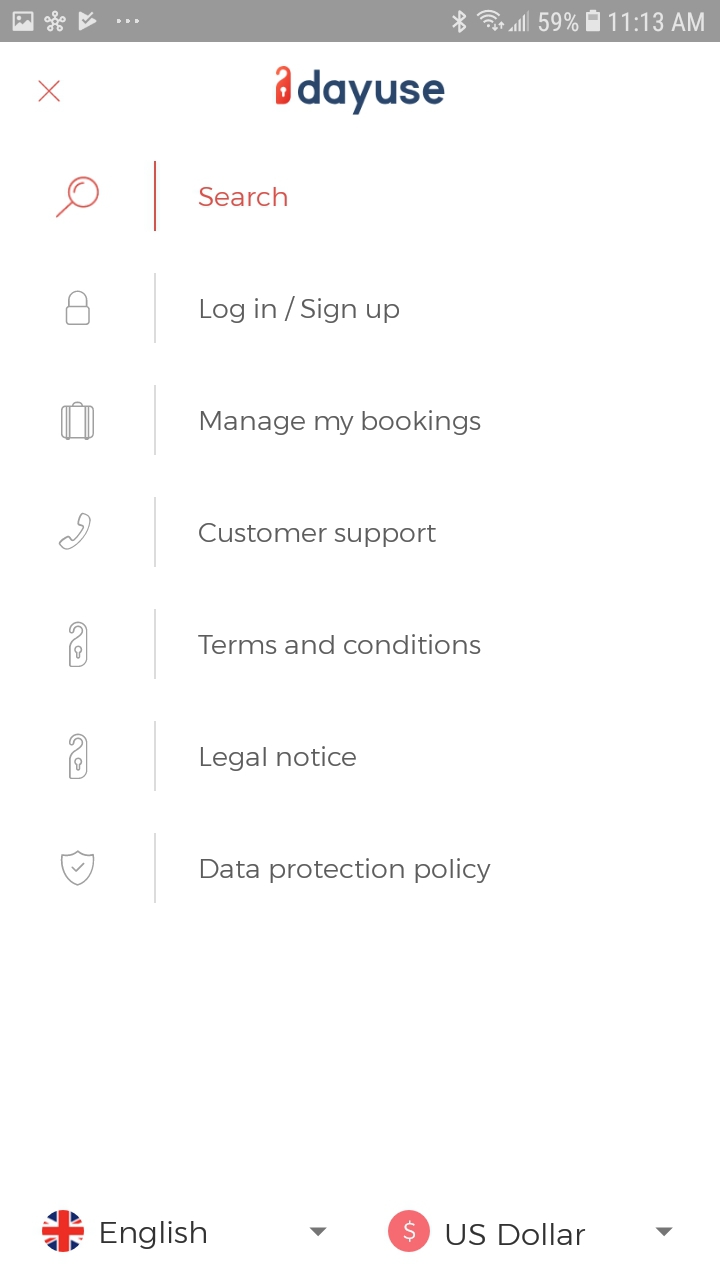 59% 11:13 AM
dayuse
Search
Log in / Sign up
Manage my bookings
Customer support
Terms and conditions
Legal notice
Data protection policy
English
$ US Dollar